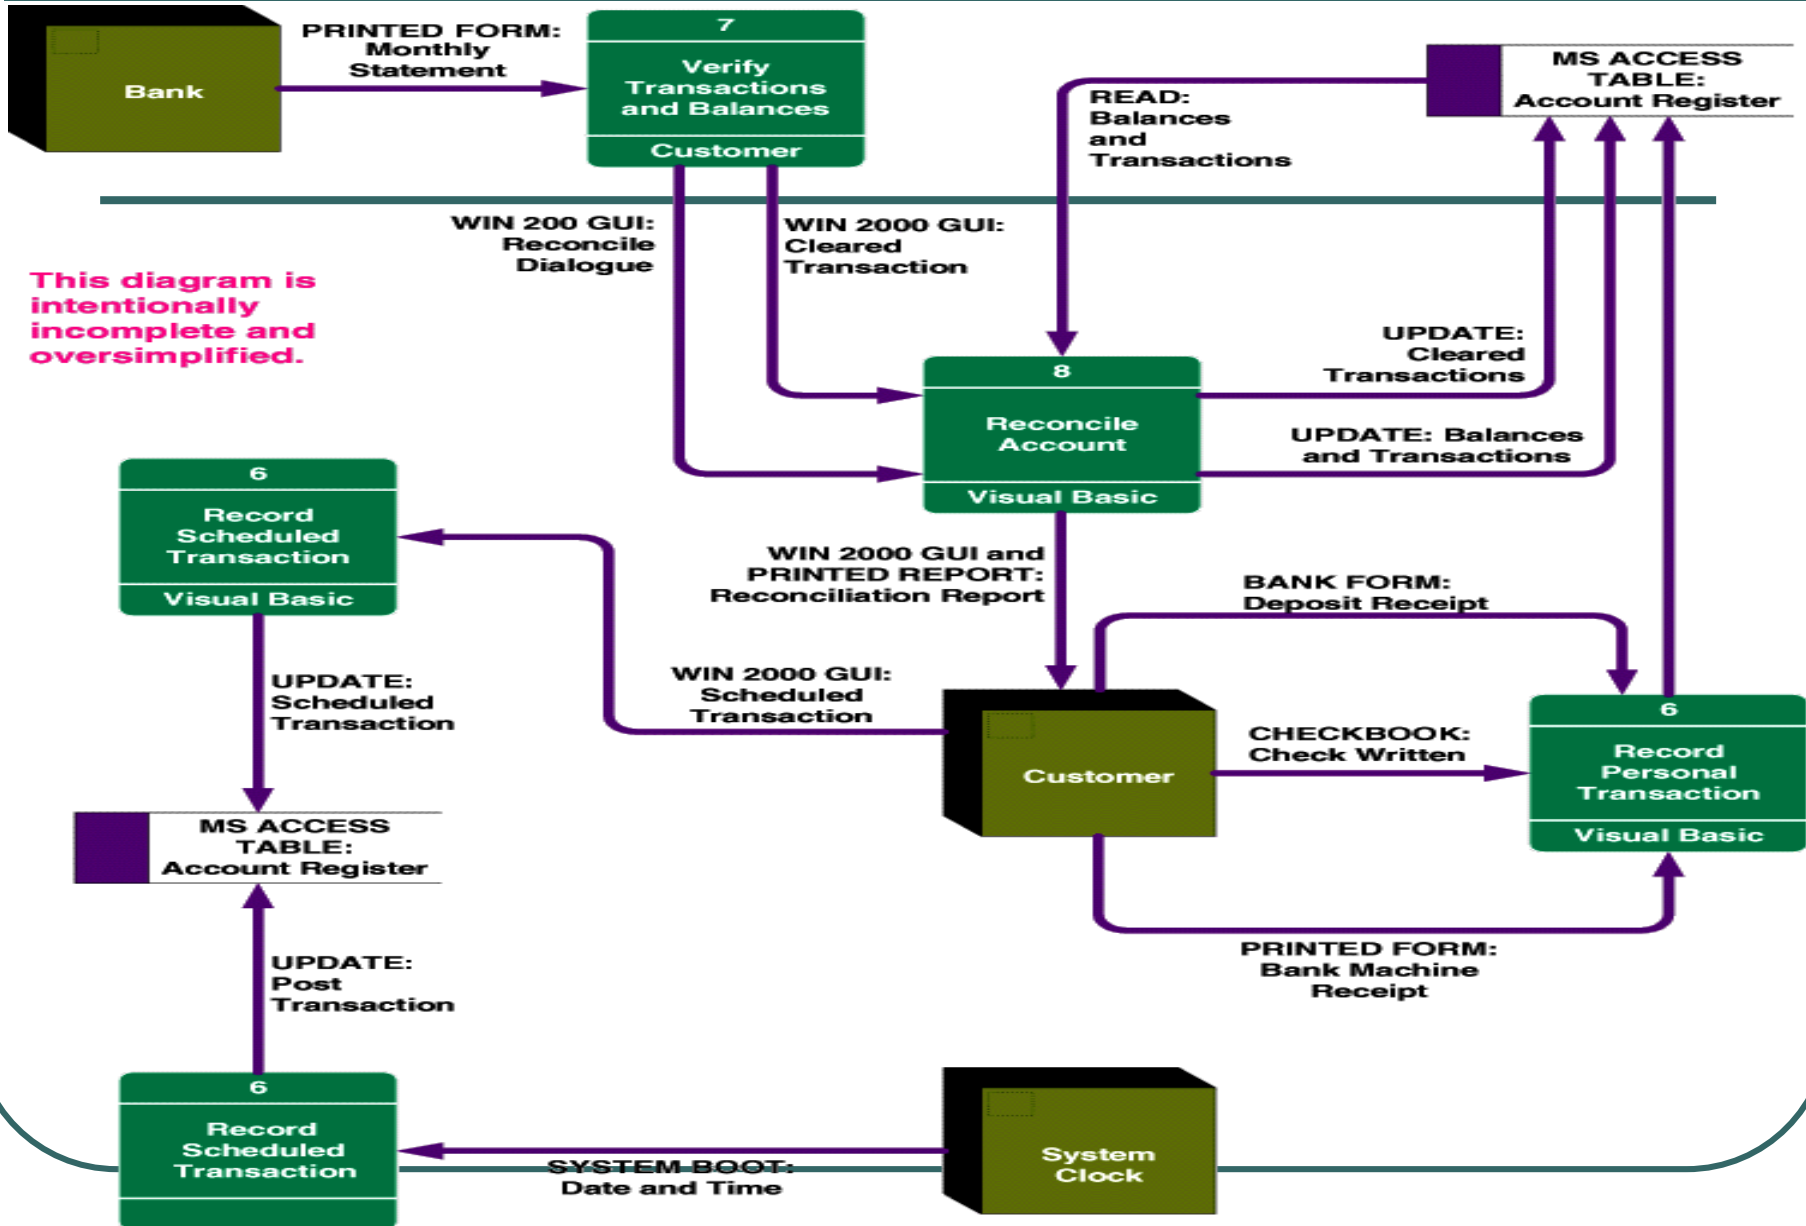 Bank
PRINTED FORM:
Monthly
Statement
7
Verify
Transactions
and Balances
Customer
READ:
Balances
and
Transactions
MS ACCESS
TABLE:
Account Register
WIN 200 GUI:
Reconcile
Dialogue
WIN 2000 GUI:
Cleared
Transaction
This diagram is
intentionally
incomplete and
oversimplified.
UPDATE:
Cleared
Transactions
8
Reconcile
Account
Visual Basic
UPDATE: Balances
and Transactions
6
Record
Scheduled
Transaction
Visual Basic
WIN 2000 GUI and
PRINTED REPORT:
Reconciliation Report
BANK FORM:
Deposit Receipt
UPDATE:
Scheduled
Transaction
WIN 2000 GUI:
Scheduled
Transaction
Customer
CHECKBOOK:
Check Written
6
Record
Personal
Transaction
Visual Basic
MS ACCESS
TABLE:
Account Register
PRINTED FORM:
Bank Machine
Receipt
UPDATE:
Post
Transaction
6
Record
Scheduled
Transaction
SYSTEM BOOT:
Date and Time
System
Clock